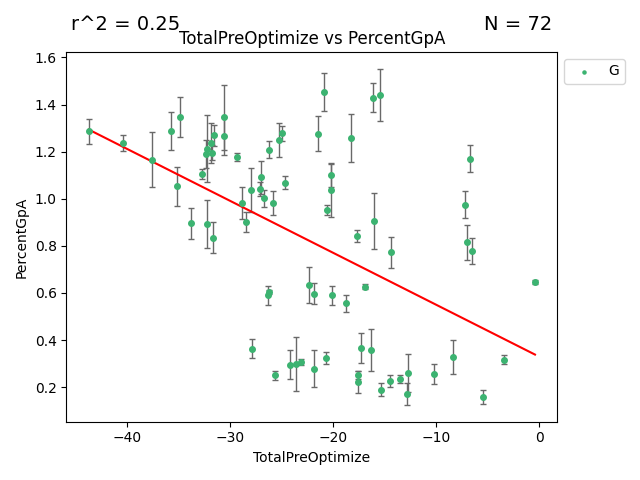 r^2 = 0.25
N = 72
TotalPreOptimize vs PercentGpA
G
1.6
1.4
1.2
1.0
0.8
0.6
0.4
0.2
PercentGpA
−40
−30
−20
−10
0
TotalPreOptimize